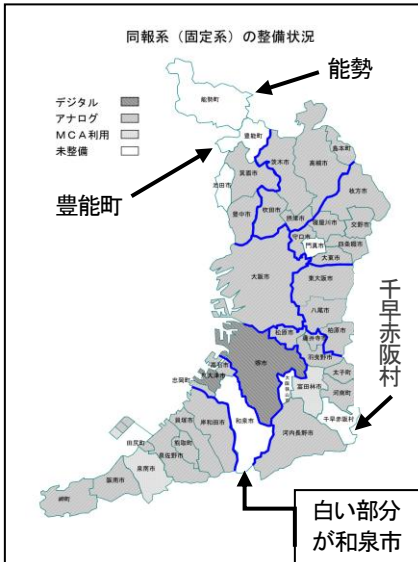 同報系（固定系）の整備状況
デジタル
アナログ
ＭＣＡ利用
未整備
能勢
豊能町
千早赤阪村
白い部分
が和泉市
能勢町
豊能町
池田市
箕面市
茨木市
高槻市
島本町
枚方市
豊中市
吹田市
摂津市
寝屋川市
交野市
守口市
門真市
四条畷市
大東市
大阪市
東大阪市
八尾市
松原市
藤井寺市
柏原市
羽曳野市
堺市
高石市
泉大津市
忠岡町
和泉市
大阪狭山市
富田林市
太子町
河南町
千早赤阪村
河内長野市
岸和田市
貝塚市
熊取町
泉佐野市
田尻町
泉南市
阪南市
岬町